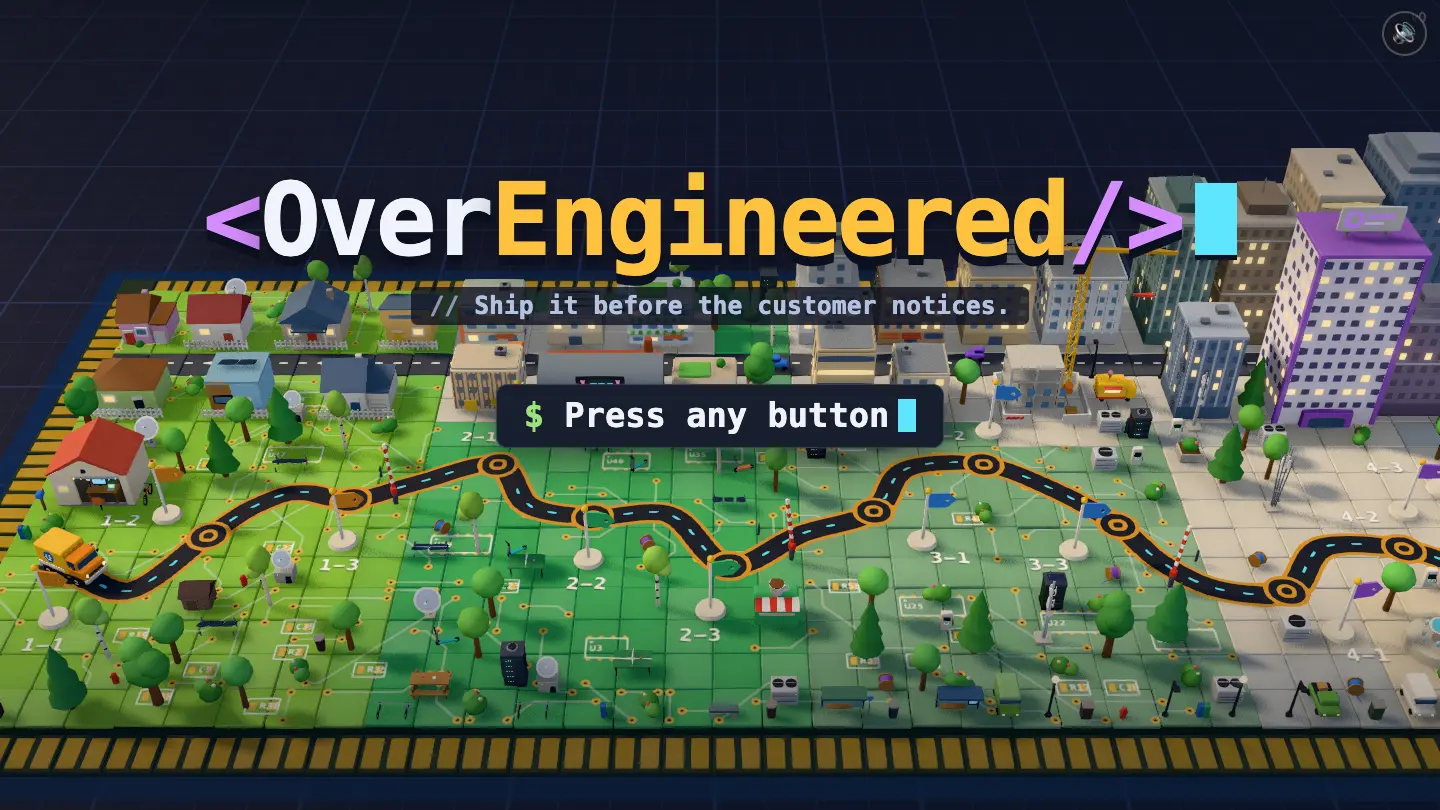 <OverEngineered/>
// Ship it before the customer notices.
$ Press any button
2-1
4-3
1-2
4-2
1-3
3-1
3-3
2-2
2-3
1-1
4-1
U3